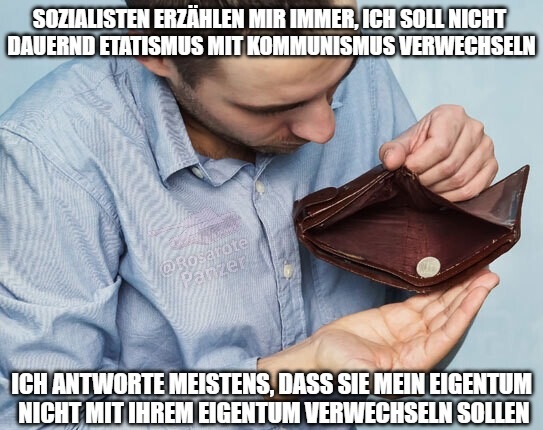 SOZIALISTEN ERZÄHLEN MIR IMMER, ICH SOLL NICHT
DAUERND ETATISMUS MIT KOMMUNISMUS VERWECHSELN
@Rosarote
Panzer
ICH ANTWORTE MEISTENS, DASS SIE MEIN EIGENTUM
NICHT MIT IHREM EIGENTUM VERWECHSELN SOLLEN